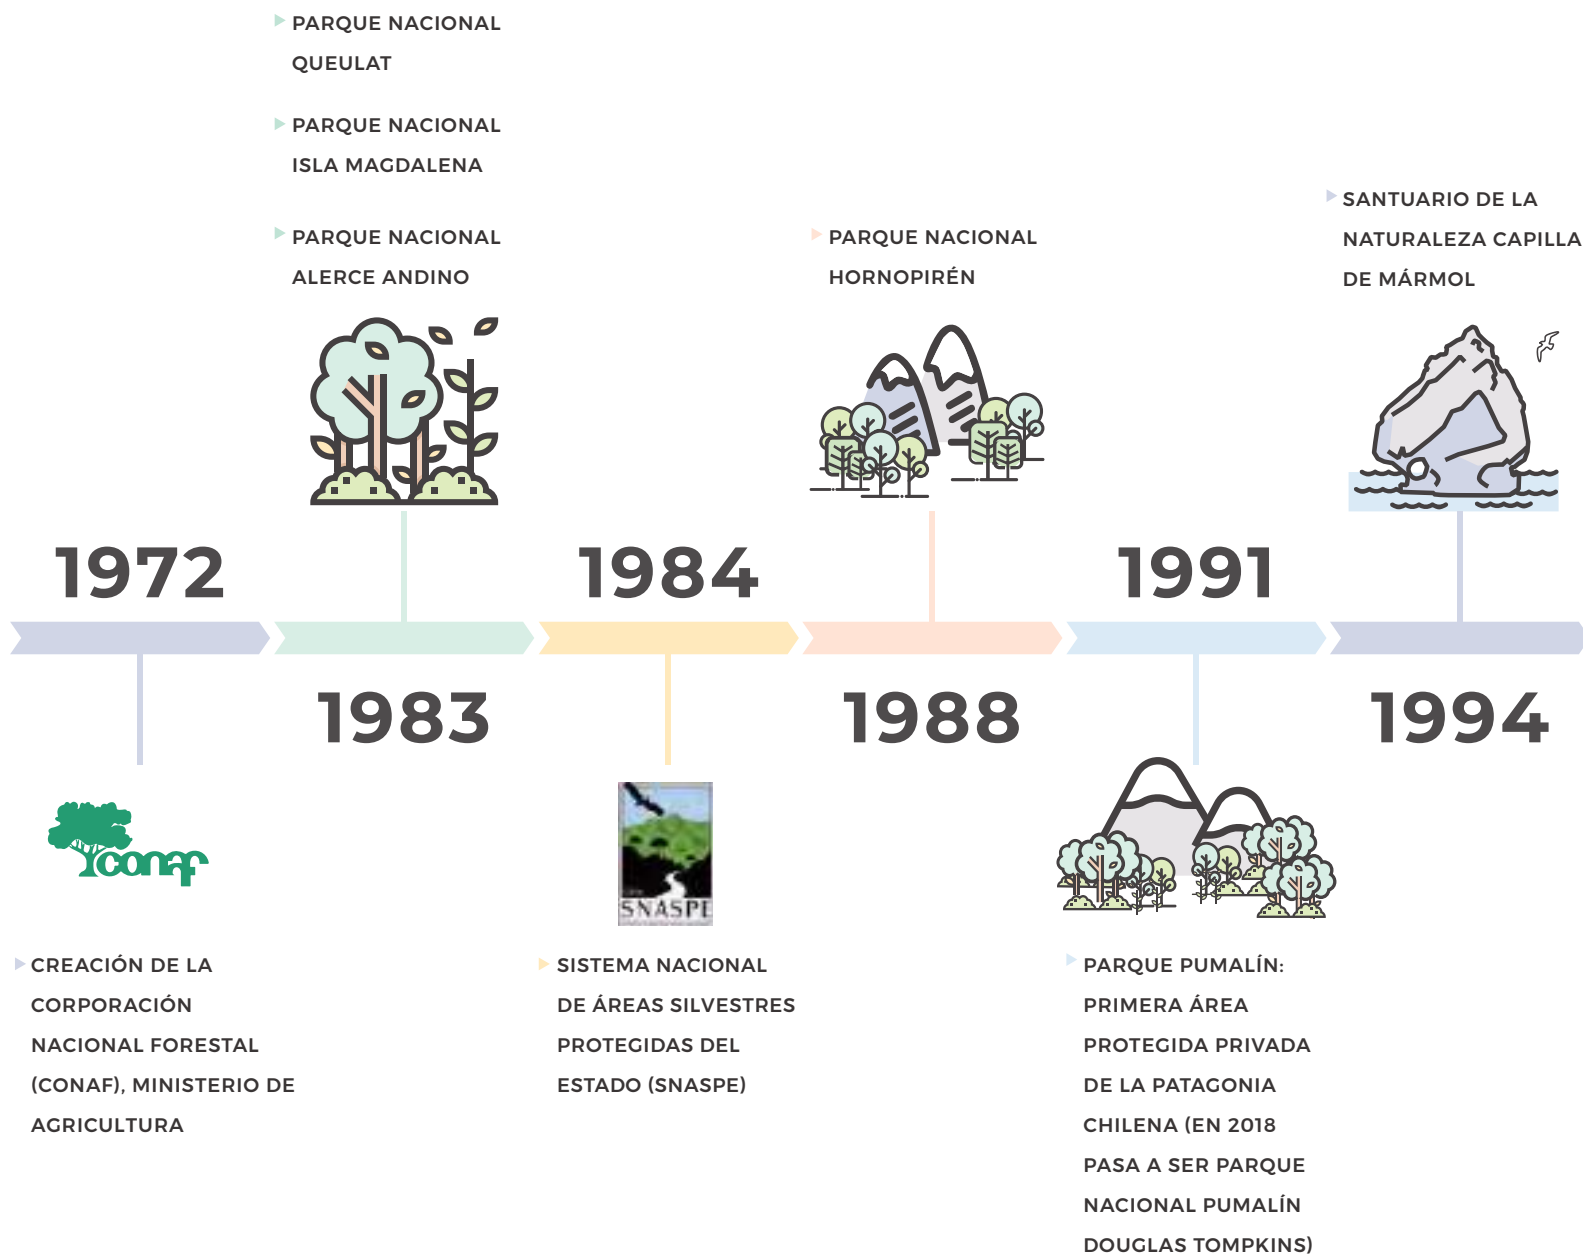 PARQUE NACIONAL
QUEULAT
PARQUE NACIONAL
ISLA MAGDALENA
PARQUE NACIONAL
ALERCE ANDINO
PARQUE NACIONAL
HORNOPIRÉN
SANTUARIO DE LA
NATURALEZA CAPILLA
DE MÁRMOL
1972
1984
1991
1983
1988
1994
conaf
SNASPE
CREACIÓN DE LA
CORPORACIÓN
NACIONAL FORESTAL
(CONAF), MINISTERIO DE
AGRICULTURA
SISTEMA NACIONAL
DE ÁREAS SILVESTRES
PROTEGIDAS DEL
ESTADO (SNASPE)
PARQUE PUMALÍN:
PRIMERA ÁREA
PROTEGIDA PRIVADA
DE LA PATAGONIA
CHILENA (EN 2018
PASA A SER PARQUE
NACIONAL PUMALÍN
DOUGLAS TOMPKINS)